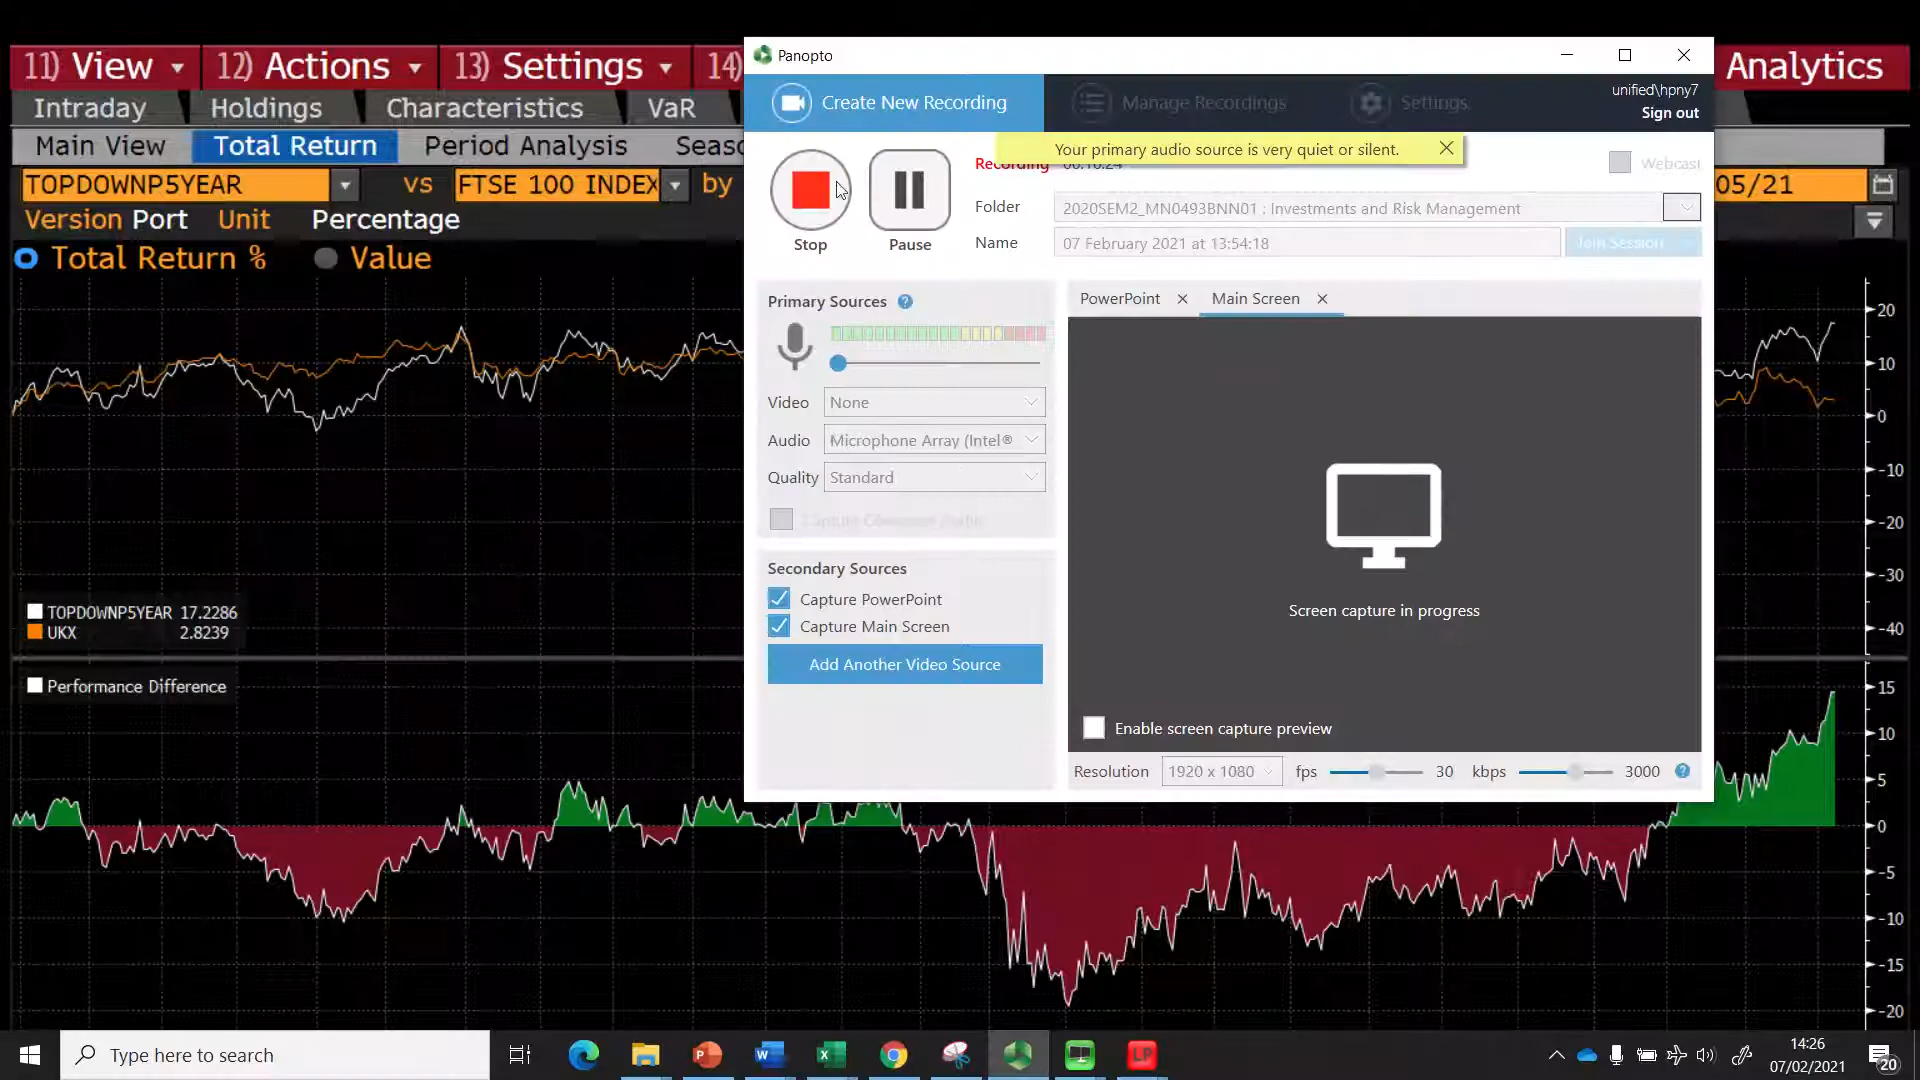 11) View
12) Actions
13) Settings
14)
Analytics
Intraday
Holdings
Characteristics
VaR
Main View
Total Return
Period Analysis
Seas
TOPDOWNP5YEAR
vs
FTSE 100 INDEX
by
05/21
Version Port
Unit
Percentage
Total Return %
Value
TOPDOWNP5YEAR 17.2286
UKX 2.8239
Performance Difference
20
10
0
-10
-20
-30
-40
15
10
5
0
-5
-10
-15
-20
Panopto
Create New Recording
Manage Recordings
Settings
unified\hpny7
Sign out
Your primary audio source is very quiet or silent.
Recording
Webcast
Stop
Pause
Folder
2020SEM2_MN0493BNN01 : Investments and Risk Management
Name
07 February 2021 at 13:54:18
Join Session
Primary Sources
Video
None
Audio
Microphone Array (Intel®
Quality
Standard
Secondary Sources
Capture PowerPoint
Capture Main Screen
Add Another Video Source
PowerPoint
Main Screen
Screen capture in progress
Enable screen capture preview
Resolution
1920 x 1080
fps
30
kbps
3000
Type here to search
14:26
07/02/2021
20